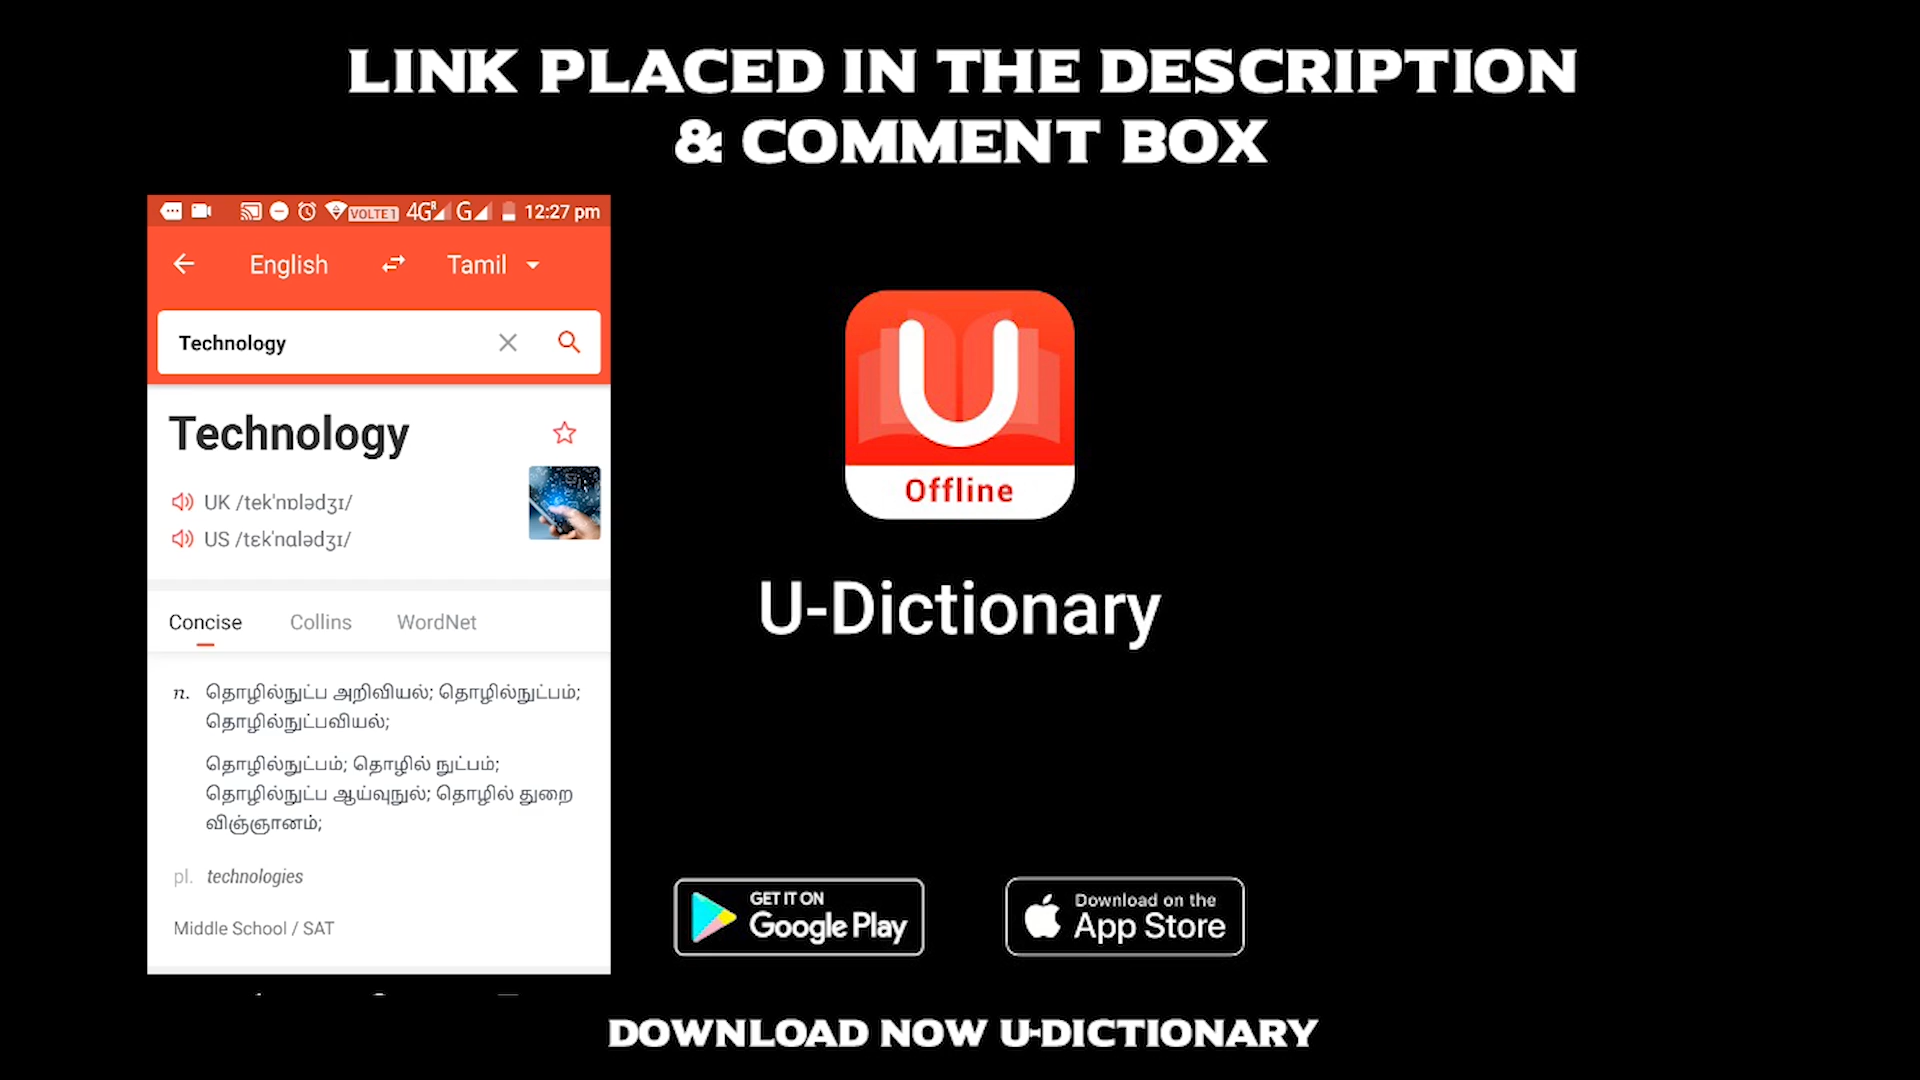 LINK PLACED IN THE DESCRIPTION
& COMMENT BOX
VOLTE1 4G R G 12:27 pm
English Tamil
Technology
Technology
UK /tek'nɒlədʒɪ/
US /tɛk'nɑlədʒɪ/
Concise Collins WordNet
n. தொழில்நுட்ப அறிவியல்; தொழில்நுட்பம்;
தொழில்நுட்பவியல்;
தொழில்நுட்பம்; தொழில் நுட்பம்;
தொழில்நுட்ப ஆய்வுநுல்; தொழில் துறை
விஞ்ஞானம்;
pl. technologies
Middle School / SAT
U
Offline
U-Dictionary
GET IT ON
Google Play
Download on the
App Store
DOWNLOAD NOW U-DICTIONARY